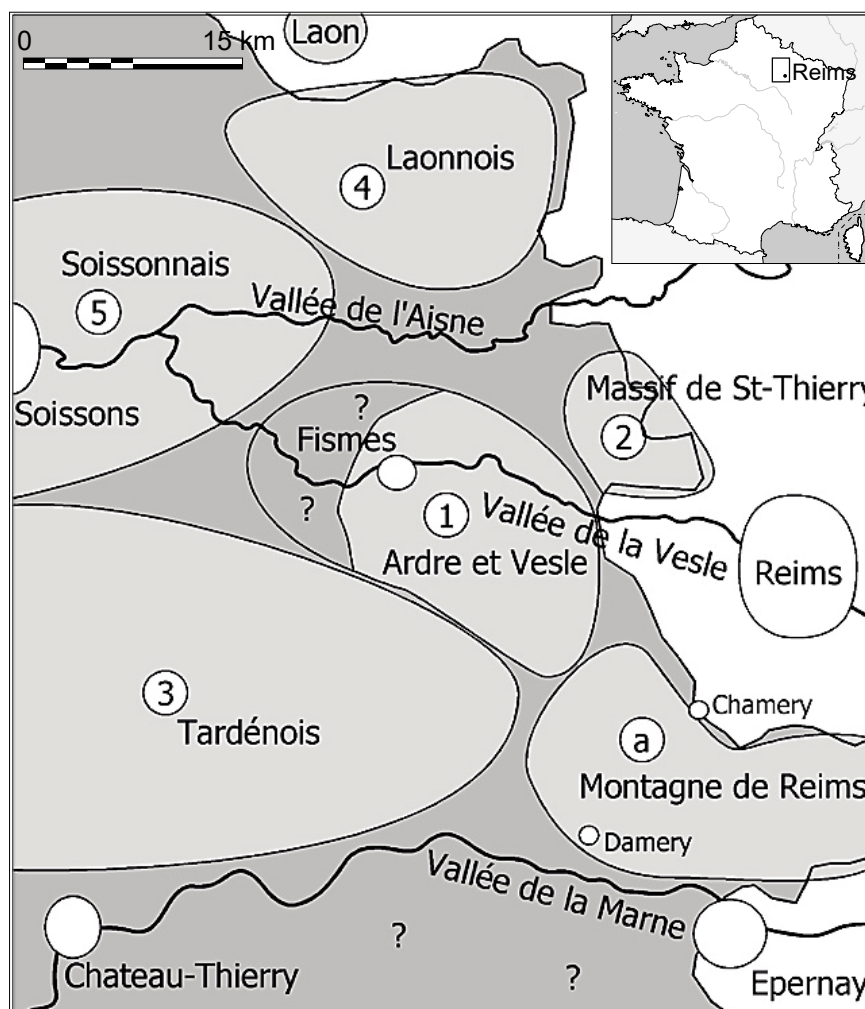 Laon
0 15 km
Reims
Laonnois
4
Soissonnais
5
Vallée de l'Aisne
Massif de St-Thierry
Soissons
?
Fismes
2
?
1
Vallée de la Vesle
Ardre et Vesle
Reims
3
Tardénois
Chamery
a
Montagne de Reims
Damery
Vallée de la Marne
?
Chateau-Thierry
?
Epernay